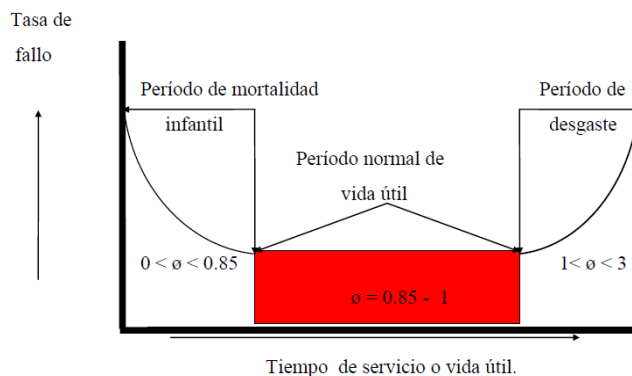 Tasa de
fallo
Período de mortalidad
infantil
Período de
desgaste
Período normal de
vida útil
0 < ø < 0.85
1< ø < 3
ø = 0.85 - 1
Tiempo de servicio o vida útil.